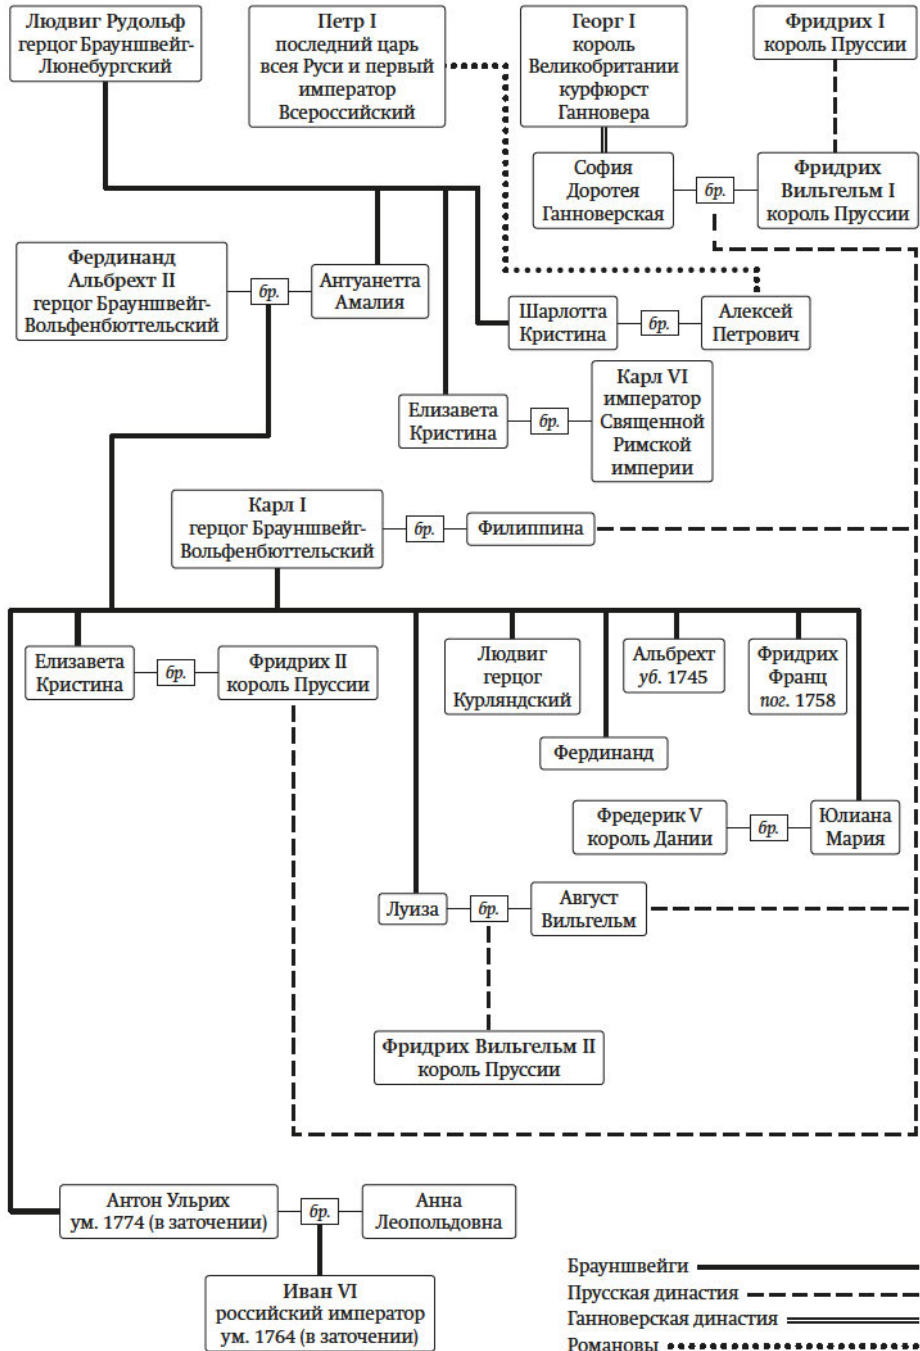 Людвиг Рудольф
герцог Брауншвейг-
Люнебургский
Петр I
последний царь
всея Руси и первый
император
Всероссийский
Георг I
король
Великобритании
курфюрст
Ганновера
Фридрих I
король Пруссии
София
Доротея
Ганноверская
бр.
Фридрих
Вильгельм I
король Пруссии
Фердинанд
Альбрехт II
герцог Брауншвейг-
Вольфенбюттельский
бр.
Антуанетта
Амалия
Шарлотта
Кристина
бр.
Алексей
Петрович
Елизавета
Кристина
бр.
Карл VI
император
Священной
Римской
империи
Карл I
герцог Брауншвейг-
Вольфенбюттельский
бр.
Филиппина
Елизавета
Кристина
бр.
Фридрих II
король Пруссии
Людвиг
герцог
Курляндский
Альбрехт
уб. 1745
Фридрих
Франц
пог. 1758
Фердинанд
Фредерик V
король Дании
бр.
Юлиана
Мария
Луиза
бр.
Август
Вильгельм
Фридрих Вильгельм II
король Пруссии
Антон Ульрих
ум. 1774 (в заточении)
бр.
Анна
Леопольдовна
Иван VI
российский император
ум. 1764 (в заточении)
Брауншвейги
Прусская династия
Ганноверская династия
Романовы